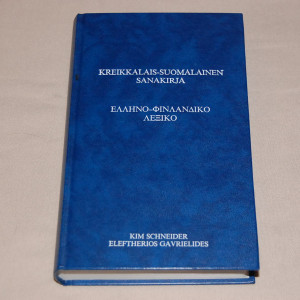 KREIKKALAIS-SUOMALAINEN
SANAKIRJA
ΕΛΛΗΝΟ-ΦΙΝΛΑΝΔΙΚΟ
ΛΕΞΙΚΟ
KIM SCHNEIDER
ELEFTHERIOS GAVRIELIDES